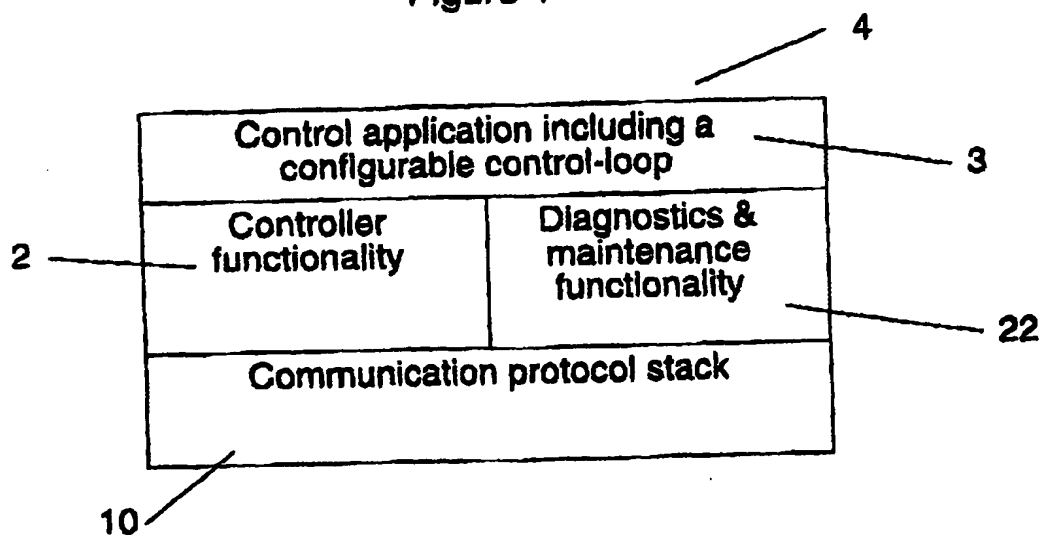 Figure
4
Control application including a
configurable control-loop
3
Controller
functionality
2
Diagnostics &
maintenance
functionality
22
Communication protocol stack
10